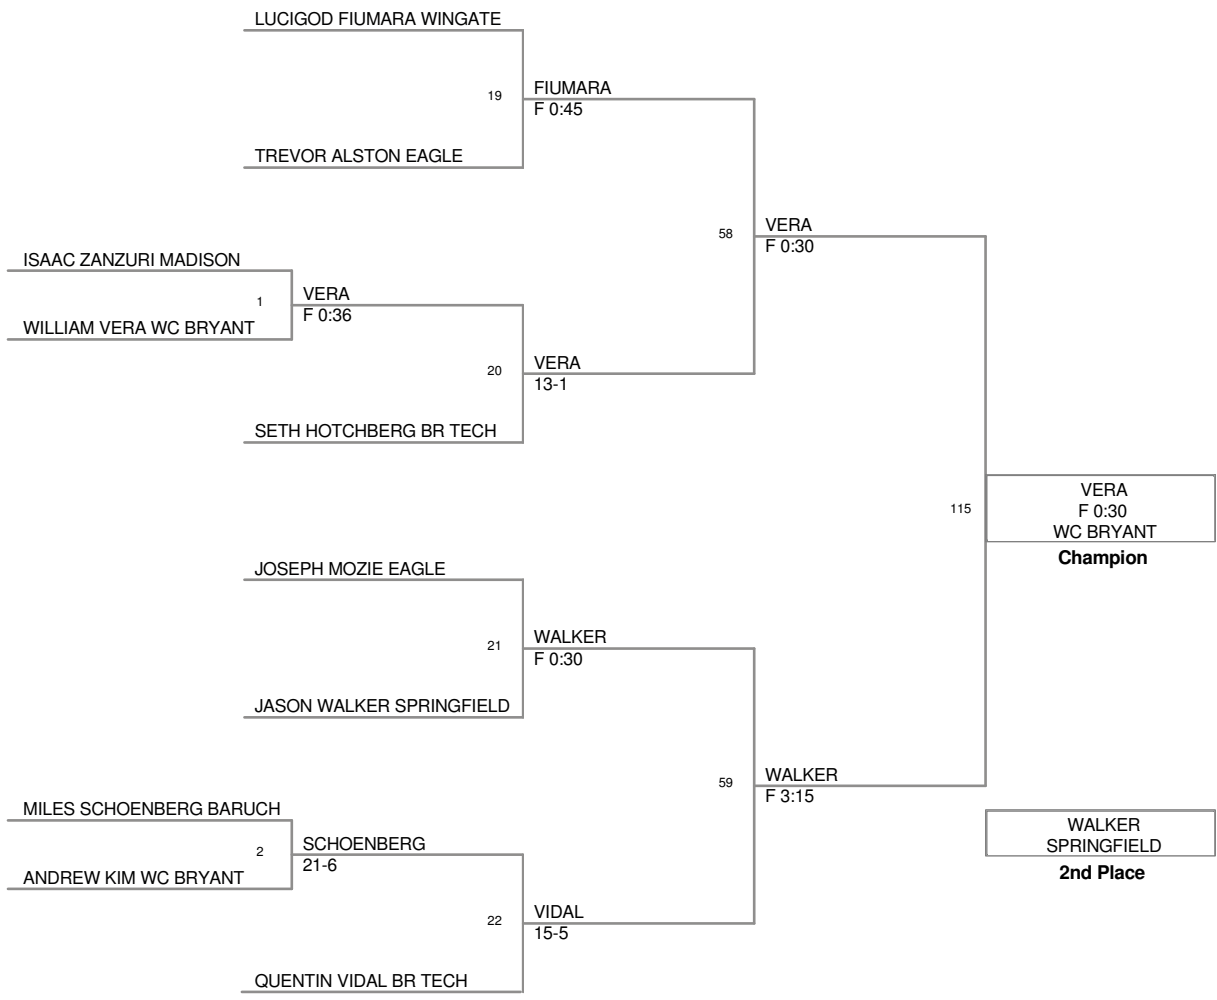 LUCIGOD FIUMARA WINGATE
19
FIUMARA
F 0:45
TREVOR ALSTON EAGLE
58
VERA
F 0:30
ISAAC ZANZURI MADISON
1
VERA
F 0:36
WILLIAM VERA WC BRYANT
20
VERA
13-1
SETH HOTCHBERG BR TECH
115
VERA
F 0:30
WC BRYANT
Champion
JOSEPH MOZIE EAGLE
21
WALKER
F 0:30
JASON WALKER SPRINGFIELD
59
WALKER
F 3:15
MILES SCHOENBERG BARUCH
2
SCHOENBERG
21-6
ANDREW KIM WC BRYANT
WALKER
SPRINGFIELD
2nd Place
22
VIDAL
15-5
QUENTIN VIDAL BR TECH